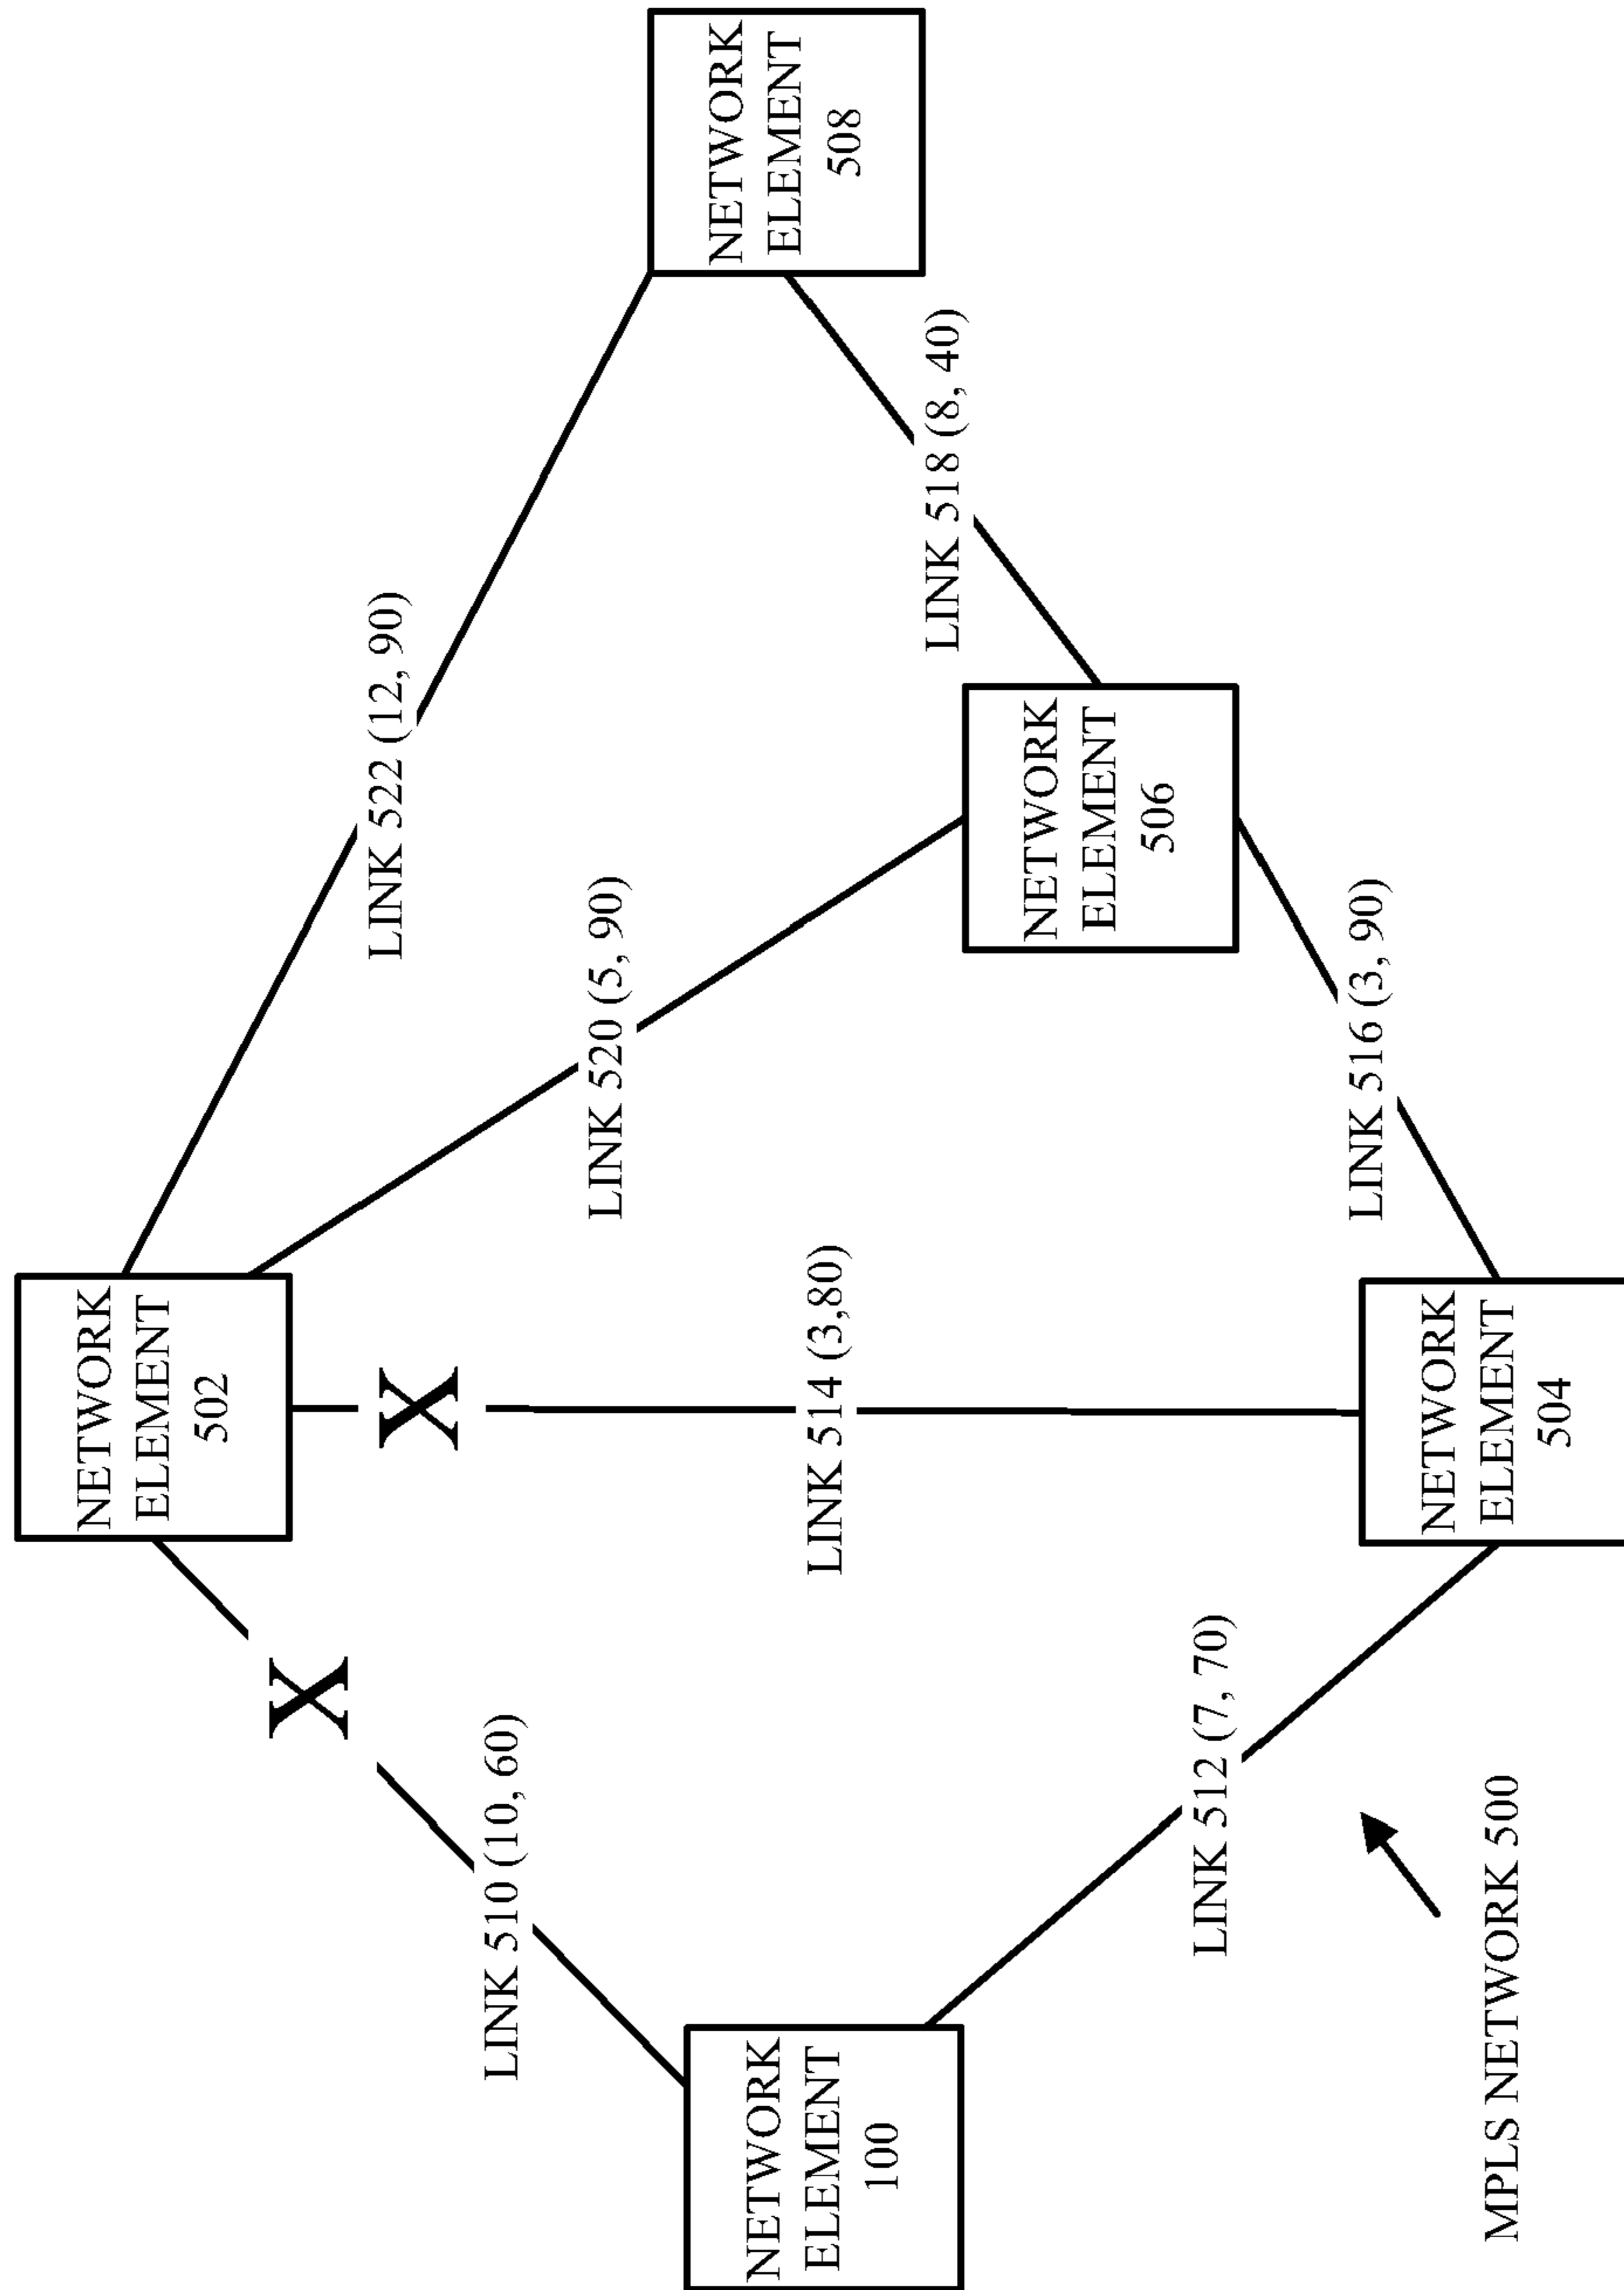 NETWORK
ELEMENT
100
LINK 510 (10, 60)
X
LINK 512 (7, 70)
NETWORK
ELEMENT
502
X
LINK 514 (3,80)
NETWORK
ELEMENT
504
LINK 522 (12, 90)
LINK 520 (5, 90)
LINK 516 (3, 90)
NETWORK
ELEMENT
506
LINK 518 (8, 40)
NETWORK
ELEMENT
508
MPLS NETWORK 500